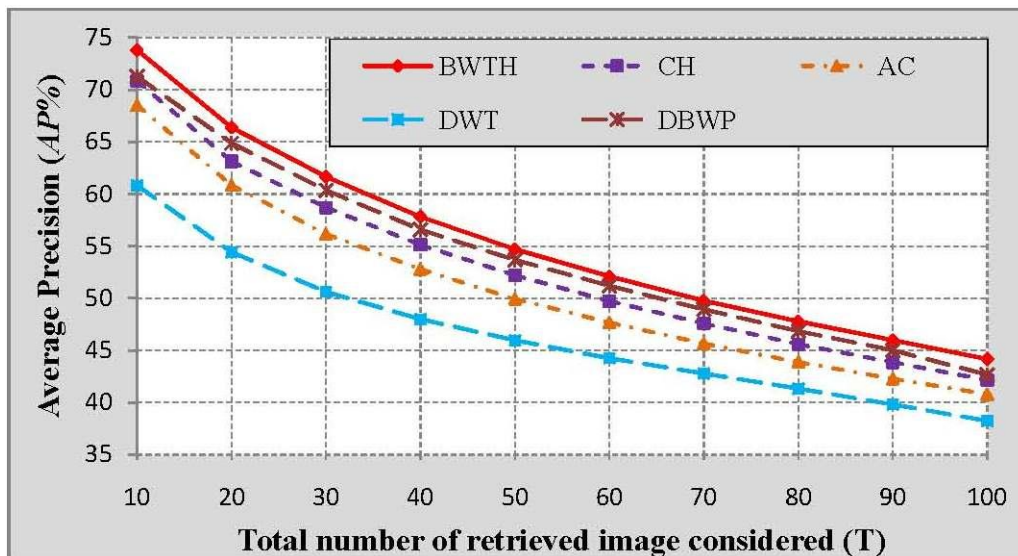 75
70
65
60
55
50
45
40
35
Average Precision (AP%)
BWTH CH AC
DWT DBWP
10 20 30 40 50 60 70 80 90 100
Total number of retrieved image considered (T)